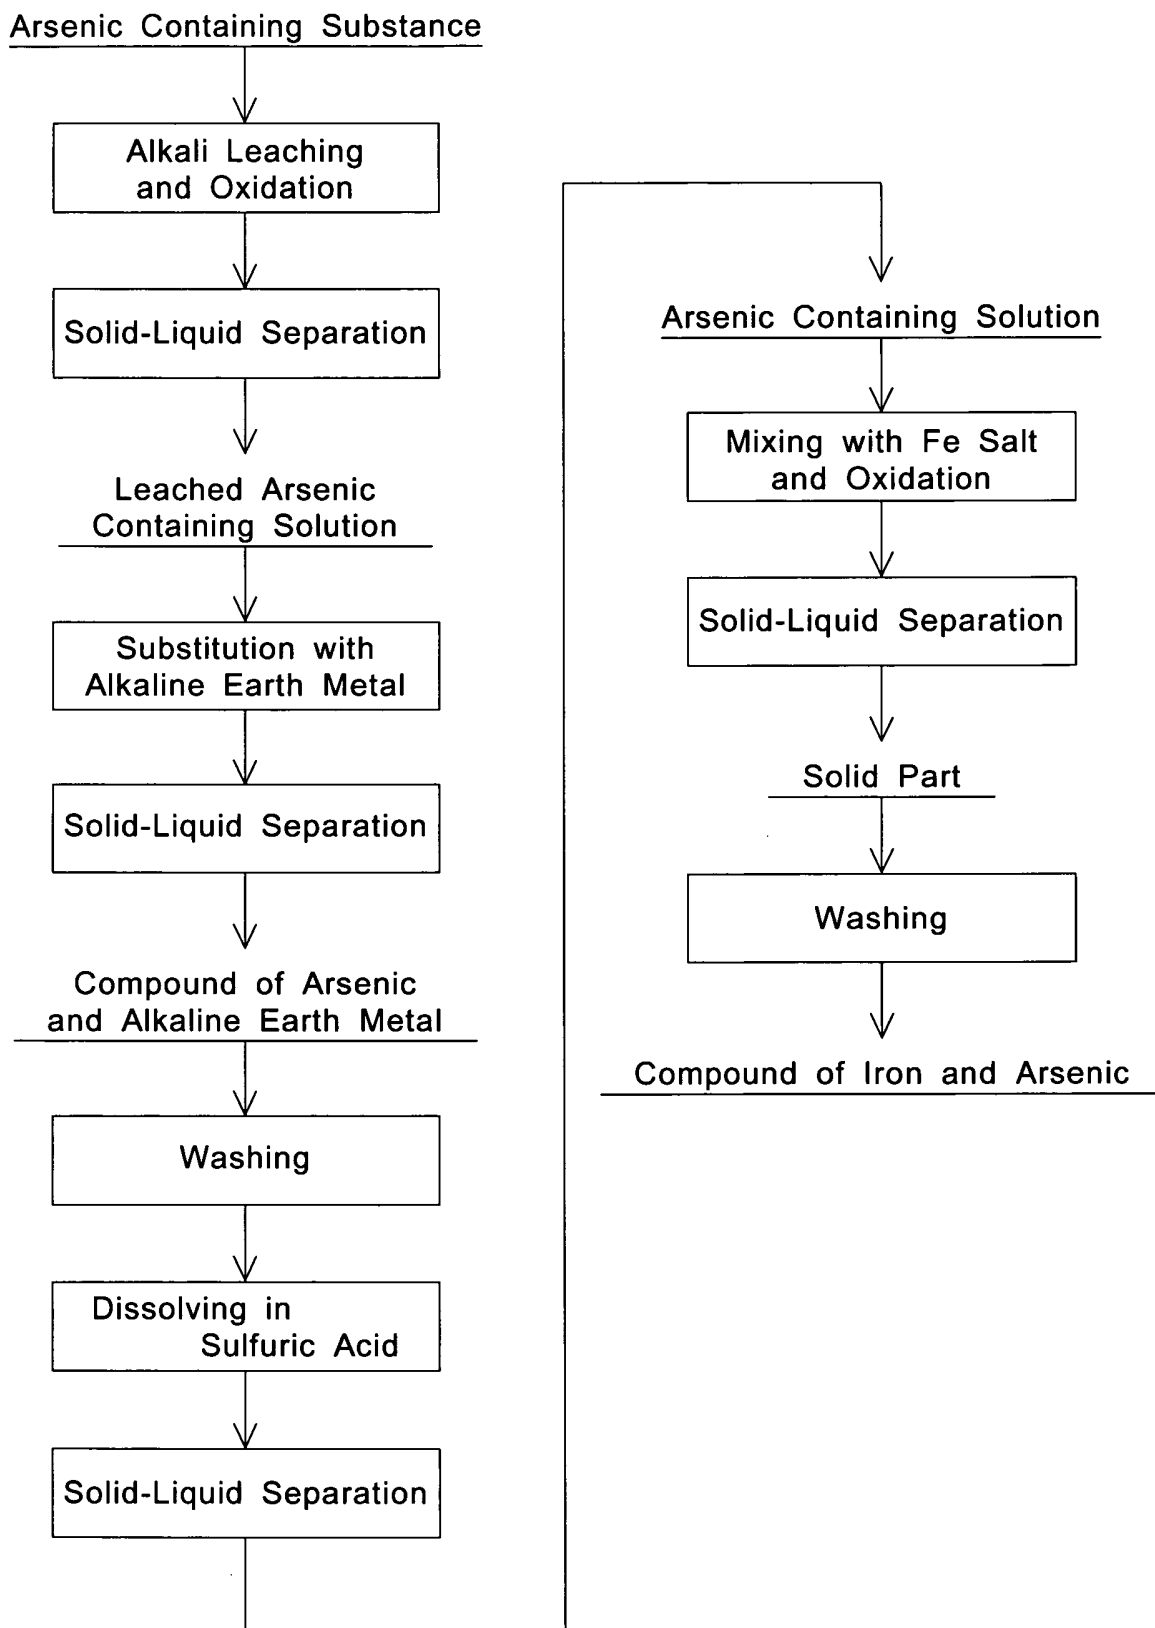 Arsenic Containing Substance
Alkali Leaching
and Oxidation
Solid-Liquid Separation
Leached Arsenic
Containing Solution
Substitution with
Alkaline Earth Metal
Solid-Liquid Separation
Compound of Arsenic
and Alkaline Earth Metal
Washing
Dissolving in
Sulfuric Acid
Solid-Liquid Separation
Arsenic Containing Solution
Mixing with Fe Salt
and Oxidation
Solid-Liquid Separation
Solid Part
Washing
Compound of Iron and Arsenic